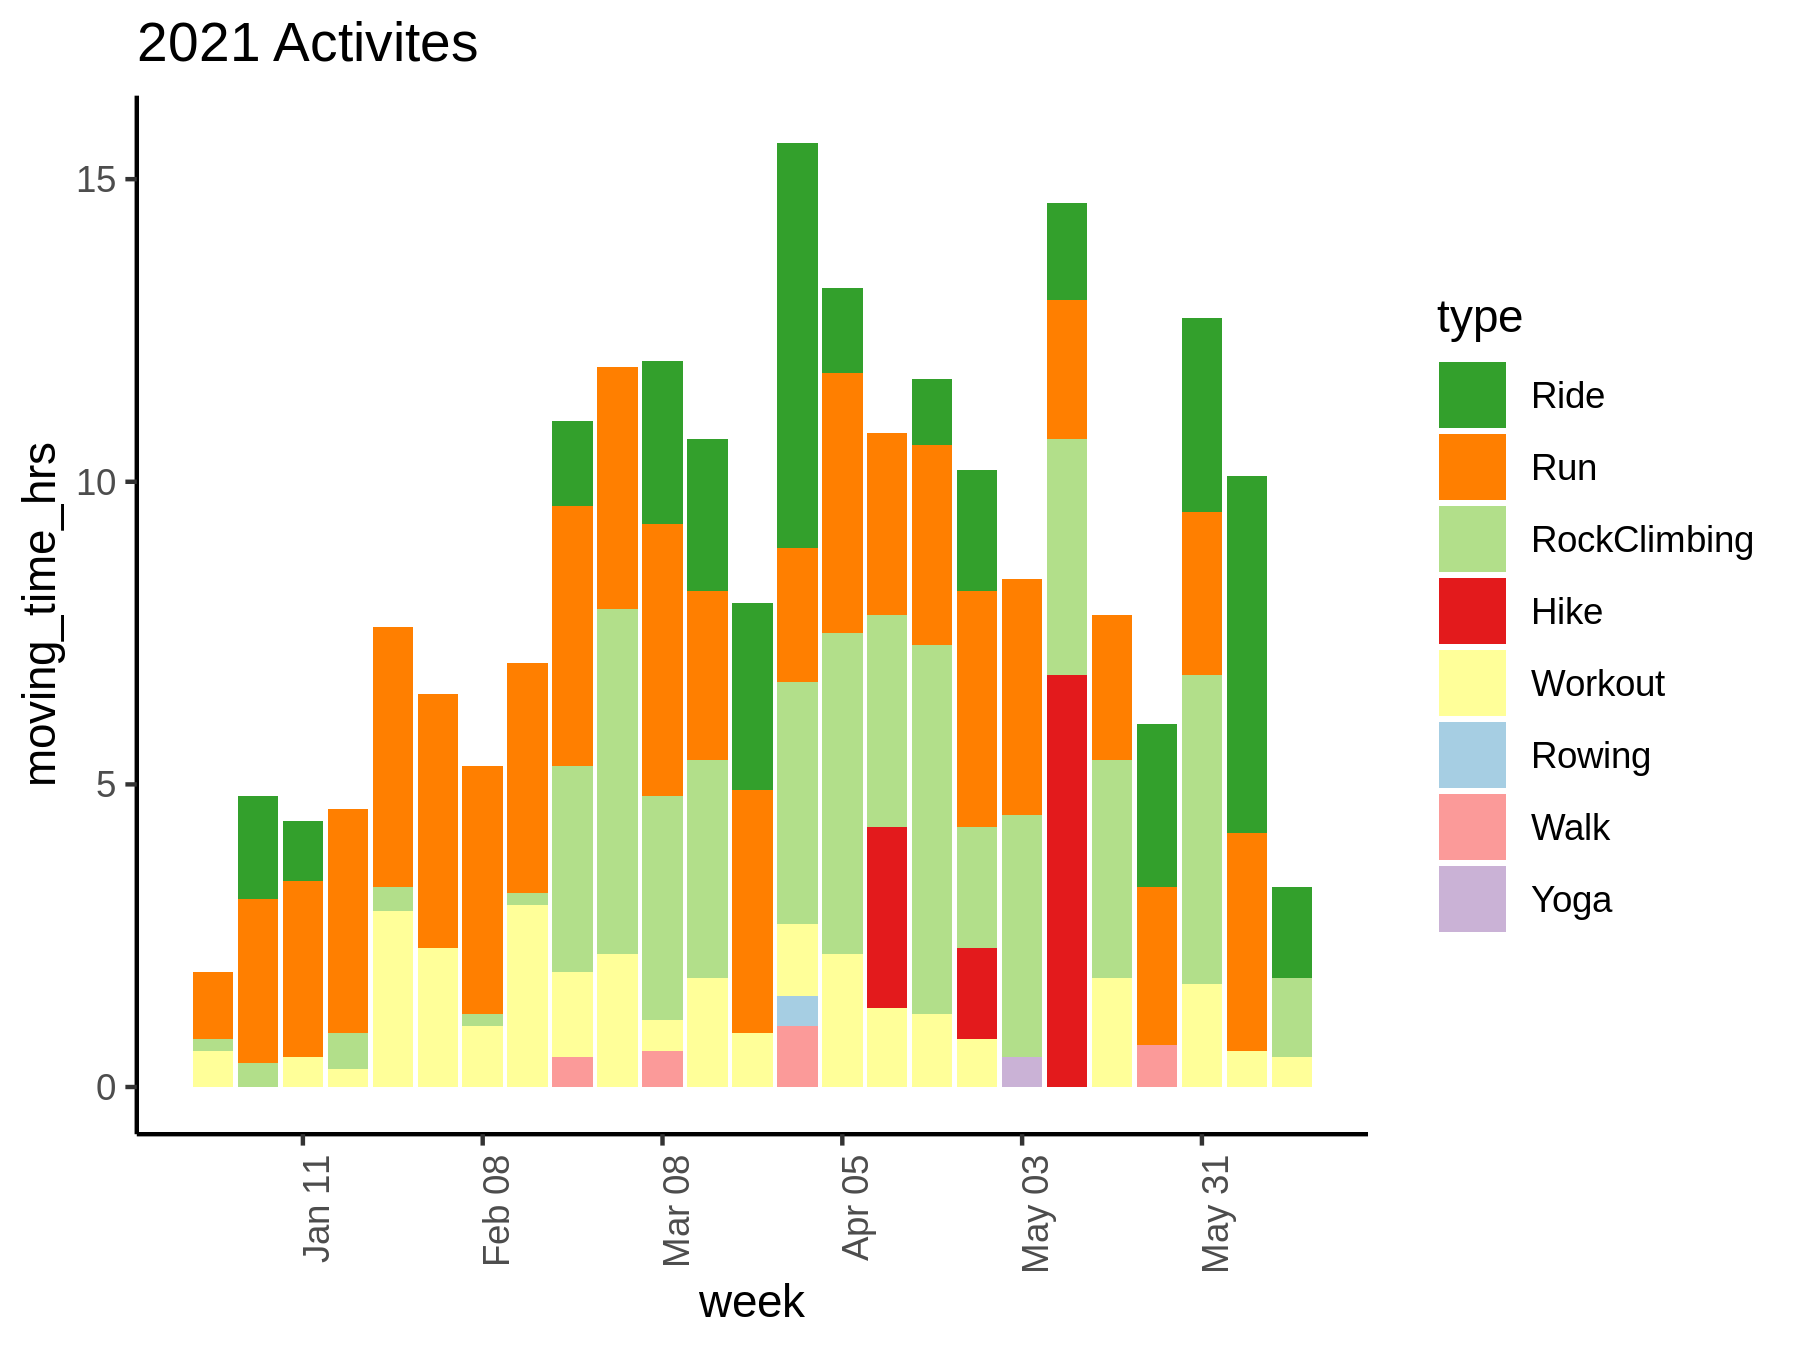 2021 Activites
moving_time_hrs
15
10
5
0
Jan 11
Feb 08
Mar 08
Apr 05
May 03
May 31
week
type
Ride
Run
RockClimbing
Hike
Workout
Rowing
Walk
Yoga